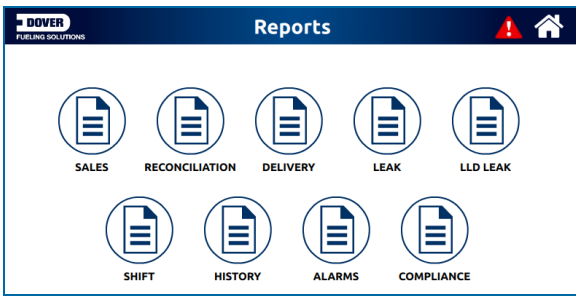 DOVER
FUELING SOLUTIONS
Reports
SALES RECONCILIATION DELIVERY LEAK LLD LEAK
SHIFT HISTORY ALARMS COMPLIANCE